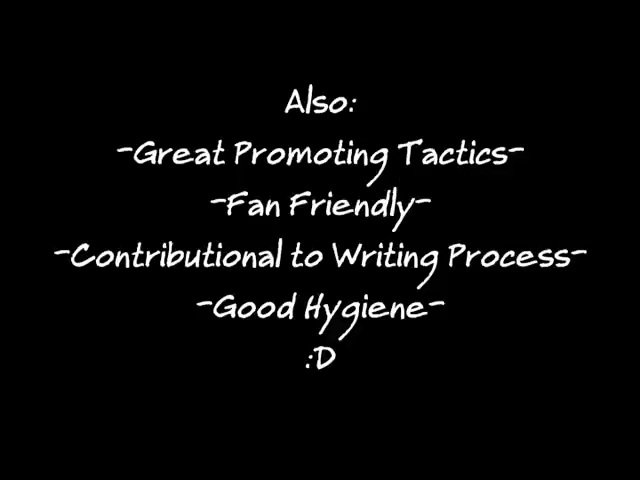 Also:
-Great Promoting Tactics-
-Fan Friendly-
-Contributional to Writing Process-
-Good Hygiene-
:D